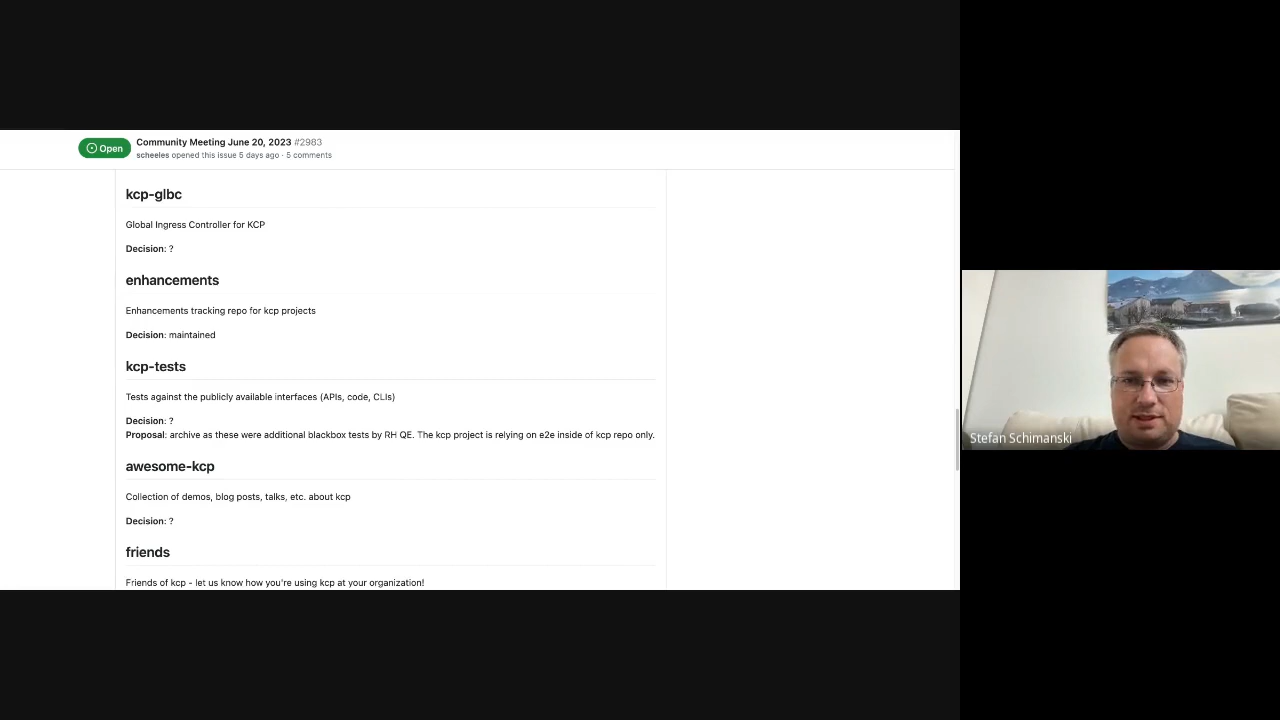 Open
Community Meeting June 20, 2023 #2983
scheeles opened this issue 5 days ago · 5 comments
kcp-glbc
Global Ingress Controller for KCP
Decision: ?
enhancements
Enhancements tracking repo for kcp projects
Decision: maintained
kcp-tests
Tests against the publicly available interfaces (APIs, code, CLIs)
Decision: ?
Proposal: archive as these were additional blackbox tests by RH QE. The kcp project is relying on e2e inside of kcp repo only.
awesome-kcp
Collection of demos, blog posts, talks, etc. about kcp
Decision: ?
friends
Friends of kcp - let us know how you're using kcp at your organization!
Stefan Schimanski